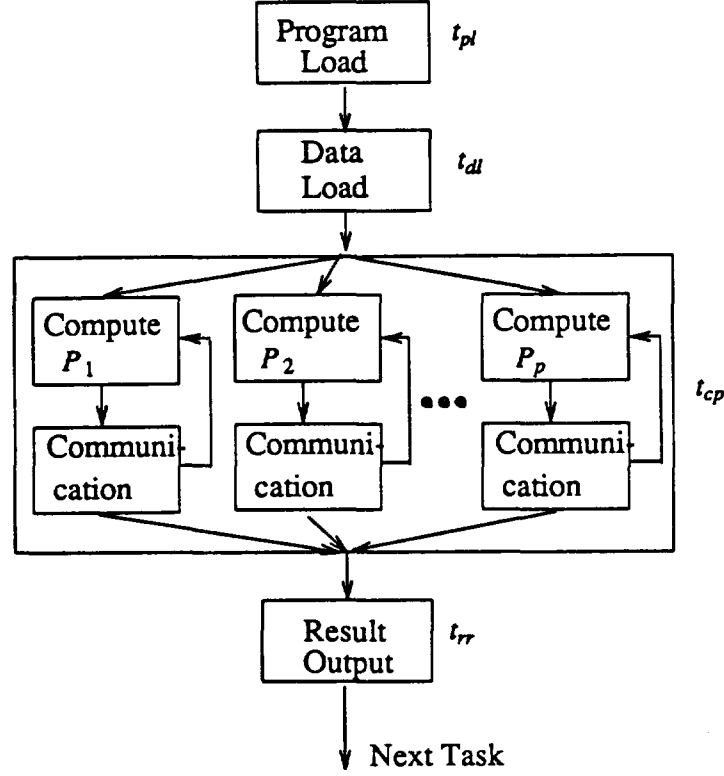 Program
Load
t_pl
Data
Load
t_dl
Compute
P_1
Compute
P_2
Compute
P_p
t_cp
Communi-
cation
Communi-
cation
Communi-
cation
Result
Output
t_rr
Next Task